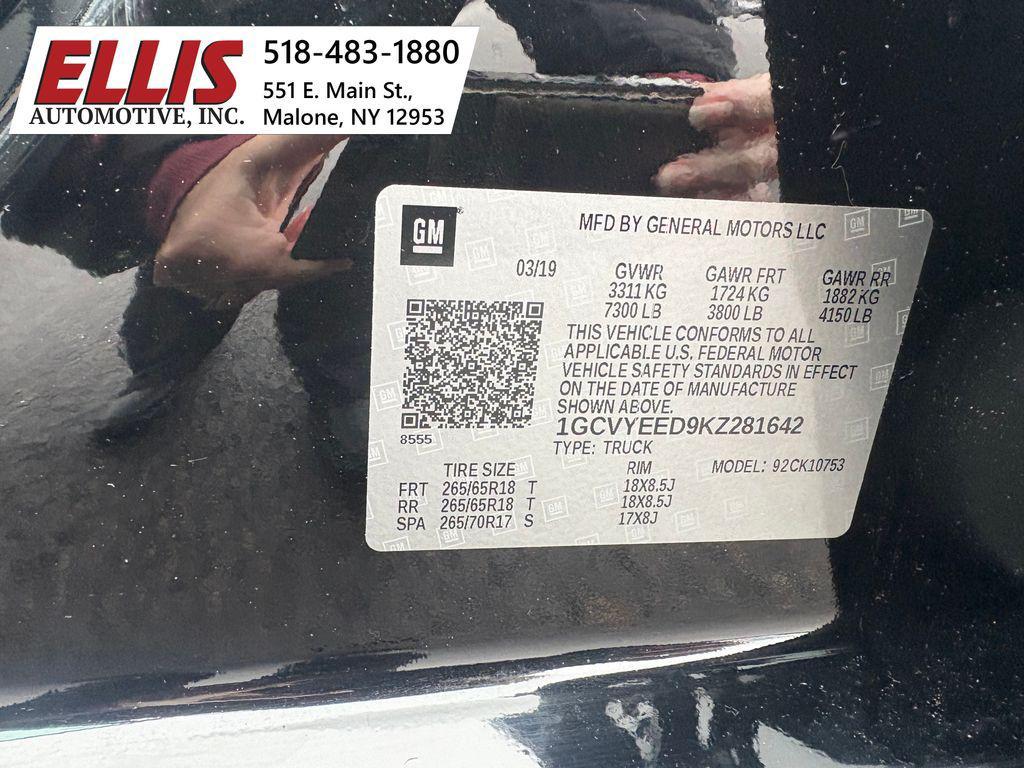 ELLIS
AUTOMOTIVE, INC.
518-483-1880
551 E. Main St.,
Malone, NY 12953
GM
MFD BY GENERAL MOTORS LLC
03/19 GVWR GAWR FRT GAWR RR
3311 KG 1724 KG 1882 KG
7300 LB 3800 LB 4150 LB
THIS VEHICLE CONFORMS TO ALL
APPLICABLE U.S. FEDERAL MOTOR
VEHICLE SAFETY STANDARDS IN EFFECT
ON THE DATE OF MANUFACTURE
SHOWN ABOVE.
8555
1GCVYEED9KZ281642
TYPE: TRUCK
TIRE SIZE RIM MODEL: 92CK10753
FRT 265/65R18 T 18X8.5J
RR 265/65R18 T 18X8.5J
SPA 265/70R17 S 17X8J